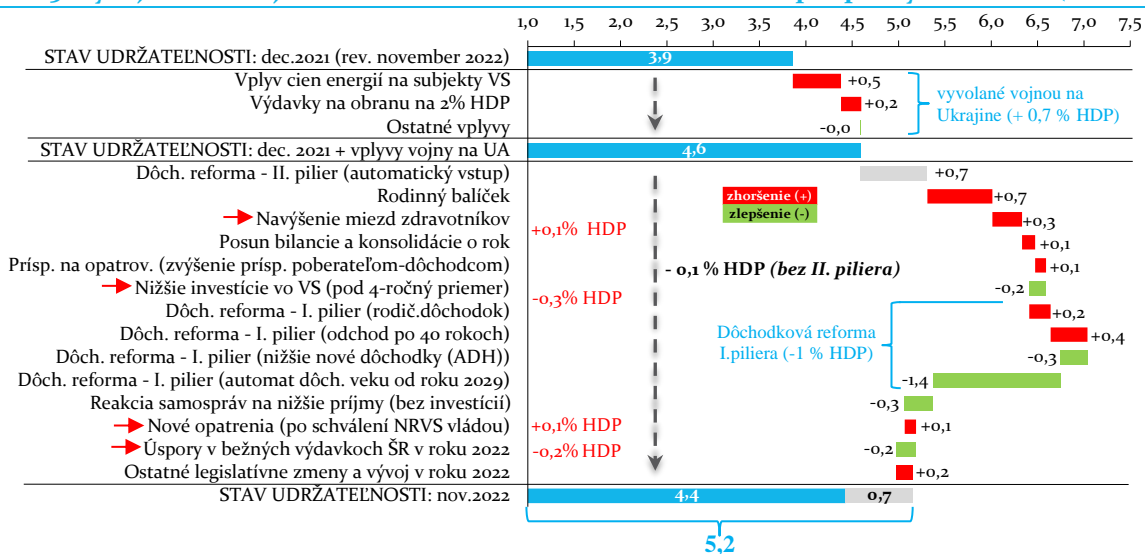 1,0 1,5 2,0 2,5 3,0 3,5 4,0 4,5 5,0 5,5 6,0 6,5 7,0 7,5
STAV UDRŽATEĽNOSTI: dec.2021 (rev. november 2022) 3,9
Vplyv cien energií na subjekty VS +0,5
Výdavky na obranu na 2% HDP +0,2
vyvolané vojnou na
Ukrajine (+ 0,7 % HDP)
Ostatné vplyvy -0,0
STAV UDRŽATEĽNOSTI: dec. 2021 + vplyvy vojny na UA 4,6
Dôch. reforma - II. pilier (automatický vstup) +0,7
Rodinný balíček +0,7
zhoršenie (+)
zlepšenie (-)
Navýšenie miezd zdravotníkov +0,1% HDP +0,3
Posun bilancie a konsolidácie o rok +0,1
Prísp. na opatrov. (zvýšenie prísp. poberateľom-dôchodcom) - 0,1 % HDP (bez II. piliera) +0,1
Nižšie investície vo VS (pod 4-ročný priemer) -0,3% HDP -0,2
Dôch. reforma - I. pilier (rodič.dôchodok) +0,2
Dôch. reforma - I. pilier (odchod po 40 rokoch) +0,4
Dôchodková reforma
I.piliera (-1 % HDP)
Dôch. reforma - I. pilier (nižšie nové dôchodky (ADH)) -0,3
Dôch. reforma - I. pilier (automat dôch. veku od roku 2029) -1,4
Reakcia samospráv na nižšie príjmy (bez investícií) -0,3
Nové opatrenia (po schválení NRVS vládou) +0,1% HDP +0,1
Úspory v bežných výdavkoch ŠR v roku 2022 -0,2% HDP -0,2
Ostatné legislatívne zmeny a vývoj v roku 2022 +0,2
STAV UDRŽATEĽNOSTI: nov.2022 4,4 0,7
5,2